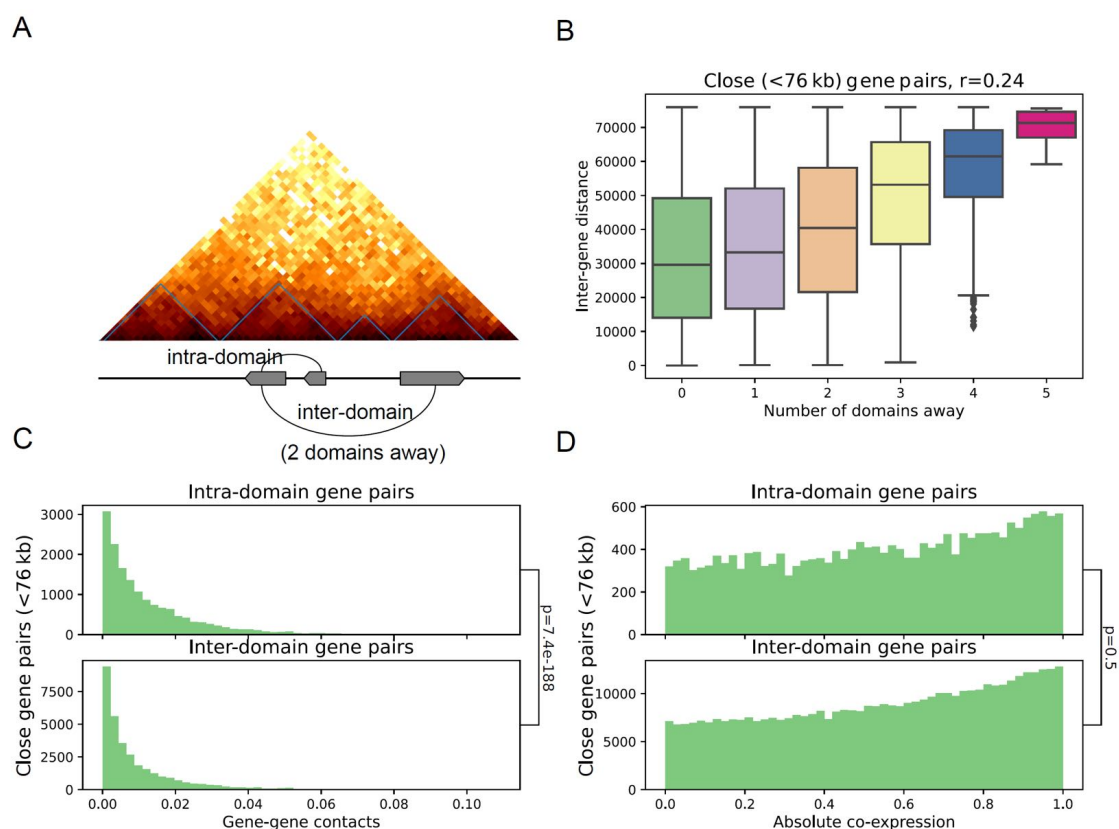 A
intra-domain
inter-domain
(2 domains away)
B
Close (<76 kb) gene pairs, r=0.24
Inter-gene distance
70000
60000
50000
40000
30000
20000
10000
0
0 1 2 3 4 5
Number of domains away
C
Close gene pairs (<76 kb)
Intra-domain gene pairs
3000
2000
1000
0
Inter-domain gene pairs
7500
5000
2500
0
0.00 0.02 0.04 0.06 0.08 0.10
Gene-gene contacts
p=7.4e-188
D
Close gene pairs (<76 kb)
Intra-domain gene pairs
600
400
200
0
Inter-domain gene pairs
10000
5000
0
0.0 0.2 0.4 0.6 0.8 1.0
Absolute co-expression
p=0.5